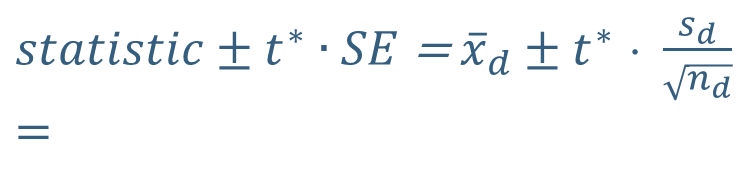 statistic ± t* · SE = x̄_d ± t* · s_d/√n_d
=